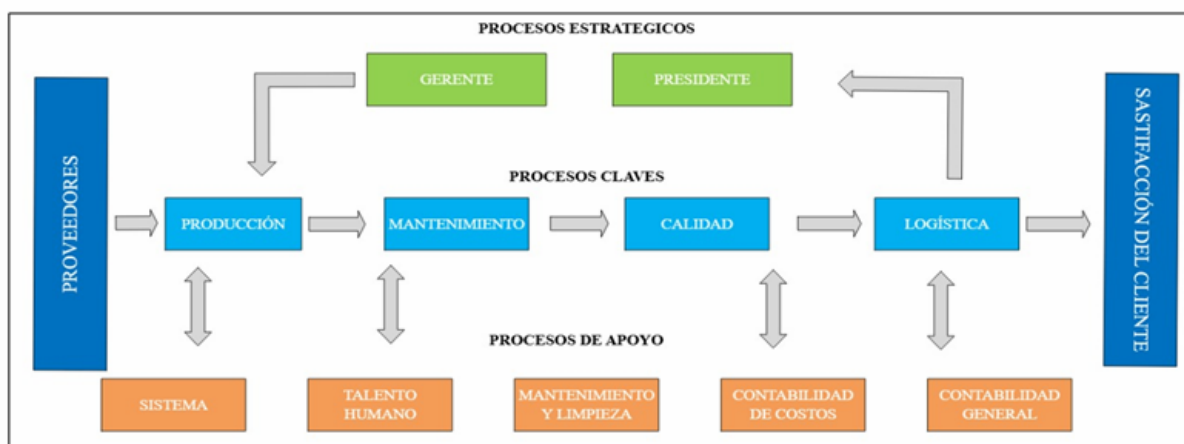 PROCESOS ESTRATEGICOS
GERENTE
PRESIDENTE
PROVEEDORES
SASTIFACCIÓN DEL CLIENTE
PROCESOS CLAVES
PRODUCCIÓN
MANTENIMIENTO
CALIDAD
LOGÍSTICA
PROCESOS DE APOYO
SISTEMA
TALENTO
HUMANO
MANTENIMIENTO
Y LIMPIEZA
CONTABILIDAD
DE COSTOS
CONTABILIDAD
GENERAL